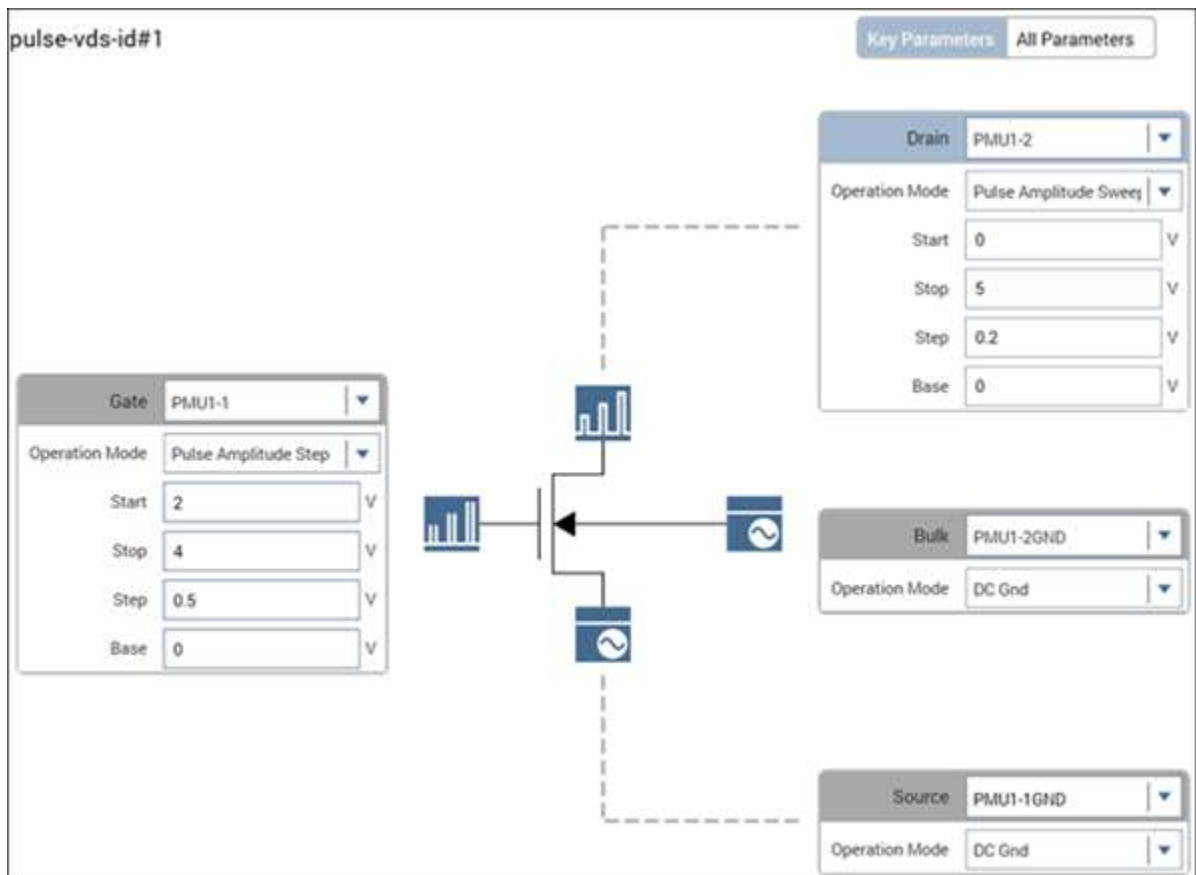 pulse-vds-id#1
Key Parameters All Parameters
Drain PMU1-2
Operation Mode Pulse Amplitude Sweep
Start 0 V
Stop 5 V
Step 0.2 V
Base 0 V
Gate PMU1-1
Operation Mode Pulse Amplitude Step
Start 2 V
Stop 4 V
Step 0.5 V
Base 0 V
Bulk PMU1-2GND
Operation Mode DC Gnd
Source PMU1-1GND
Operation Mode DC Gnd